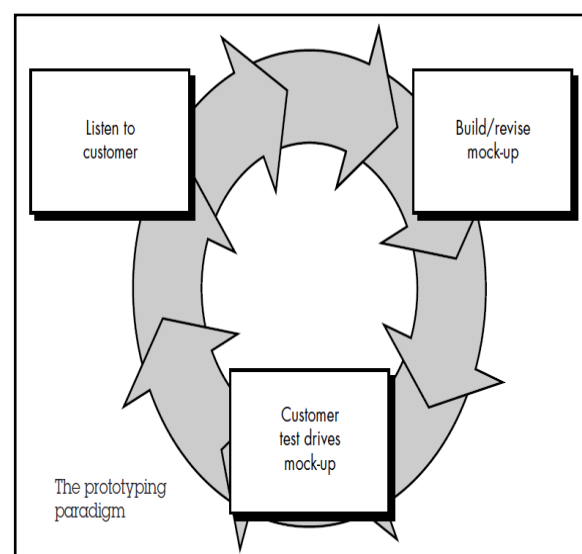 Listen to
customer
Build/revise
mock-up
Customer
test drives
mock-up
The prototyping
paradigm